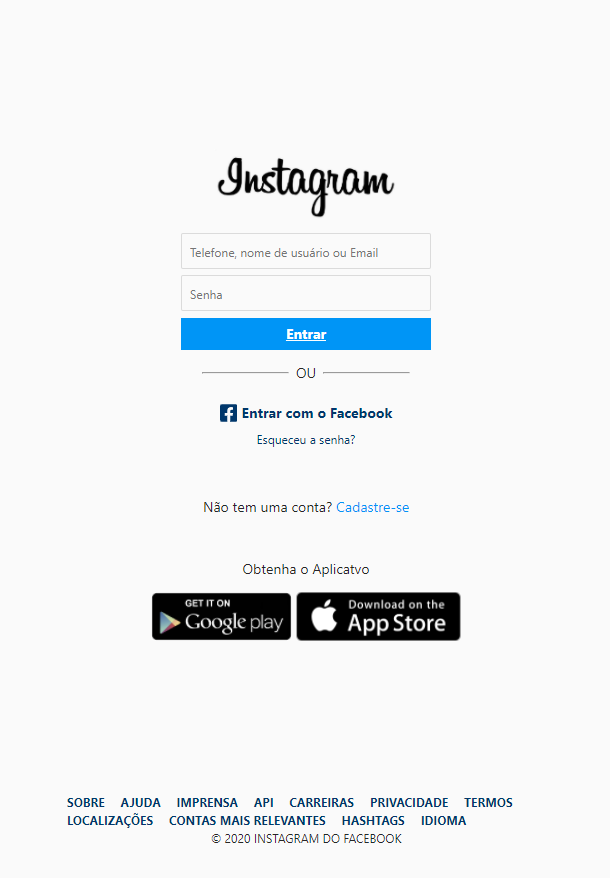 Instagram
Telefone, nome de usuário ou Email
Senha
Entrar
OU
Entrar com o Facebook
Esqueceu a senha?
Não tem uma conta? Cadastre-se
Obtenha o Aplicatvo
GET IT ON
Google play
Download on the
App Store
SOBRE AJUDA IMPRENSA API CARREIRAS PRIVACIDADE TERMOS
LOCALIZAÇÕES CONTAS MAIS RELEVANTES HASHTAGS IDIOMA
© 2020 INSTAGRAM DO FACEBOOK